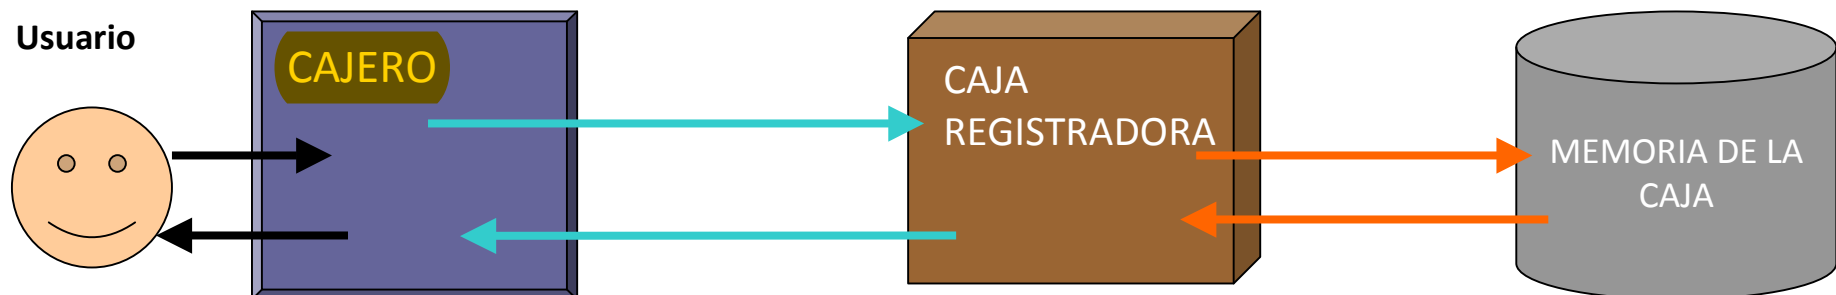 Usuario
CAJERO
CAJA
REGISTRADORA
MEMORIA DE LA
CAJA